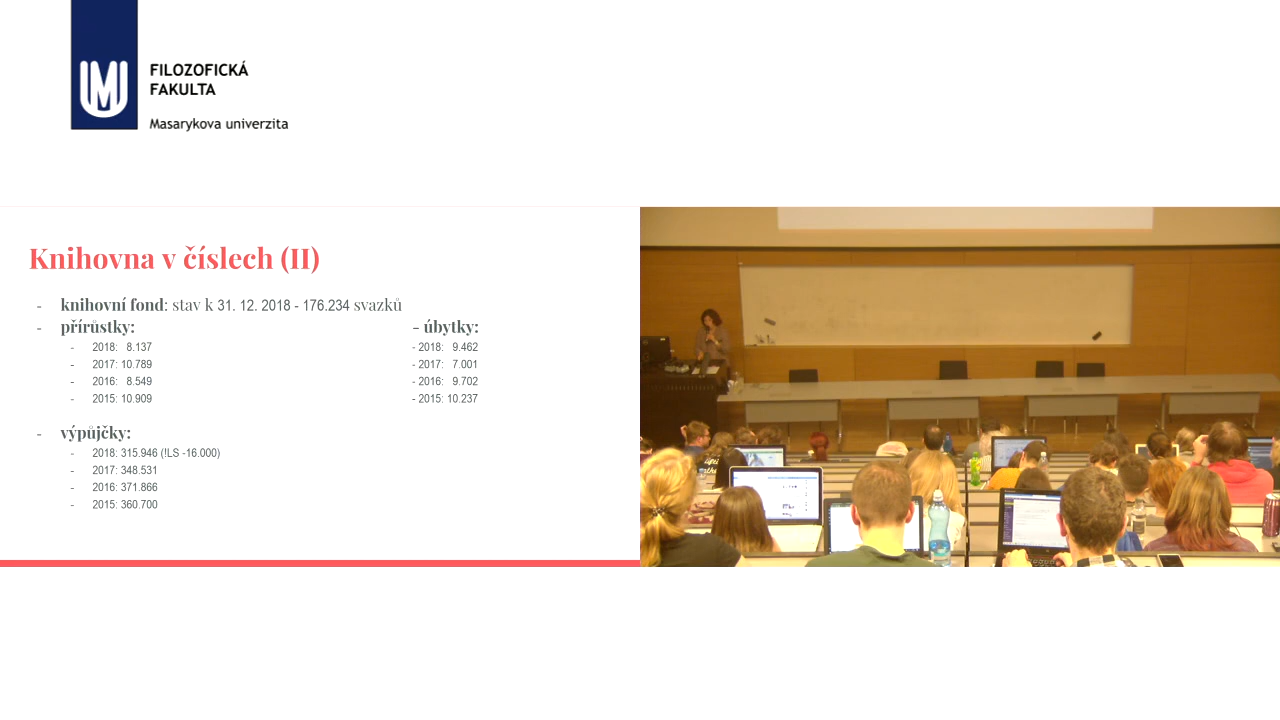 FILOZOFICKÁ
FAKULTA
Masarykova univerzita
Knihovna v číslech (II)
- knihovní fond: stav k 31. 12. 2018 - 176.234 svazků
- přírůstky: - úbytky:
- 2018: 8.137 - 2018: 9.462
- 2017: 10.789 - 2017: 7.001
- 2016: 8.549 - 2016: 9.702
- 2015: 10.909 - 2015: 10.237
- výpůjčky:
- 2018: 315.946 (!LS -16.000)
- 2017: 348.531
- 2016: 371.866
- 2015: 360.700